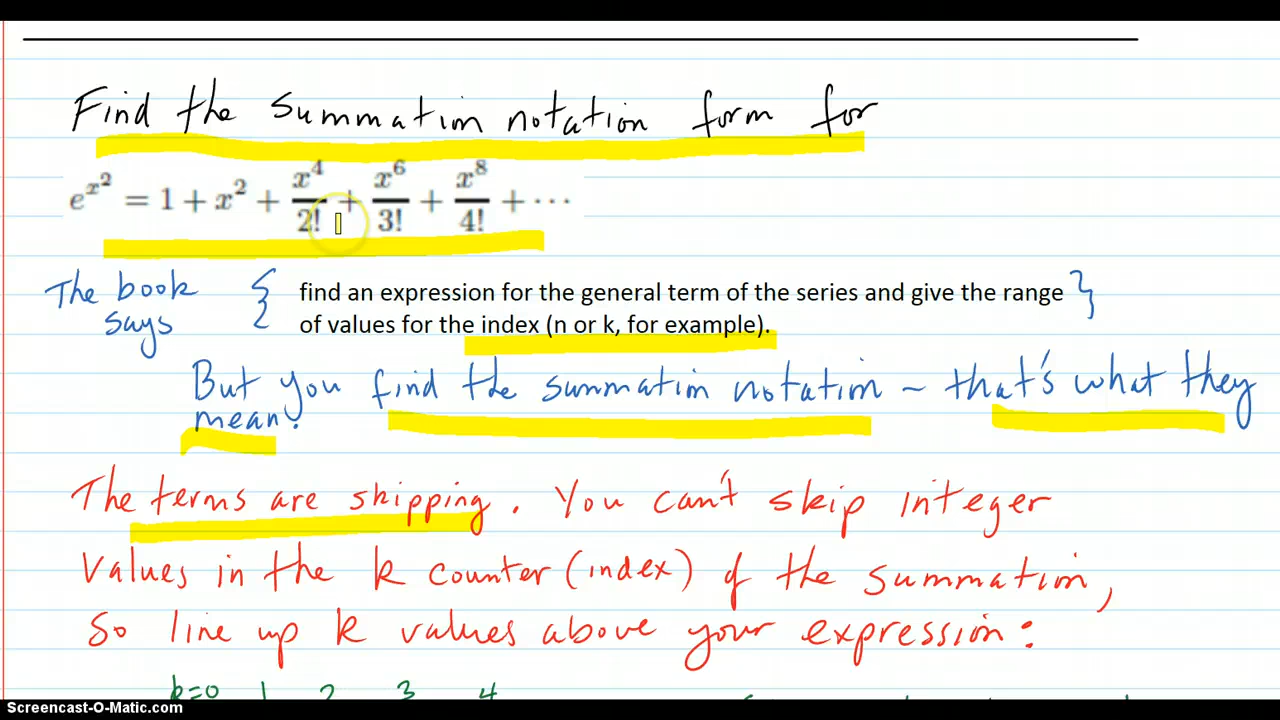 Find the summation notation form for
e^{x^2} = 1 + x^2 + \frac{x^4}{2!} + \frac{x^6}{3!} + \frac{x^8}{4!} + ⋯
The book says { find an expression for the general term of the series and give the range }
of values for the index (n or k, for example).
But you find the summation notation – that's what they
mean.
The terms are skipping. You can't skip integer
values in the k counter (index) of the summation,
so line up k values above your expression:
k=0 1 2 3 4
Screencast-O-Matic.com